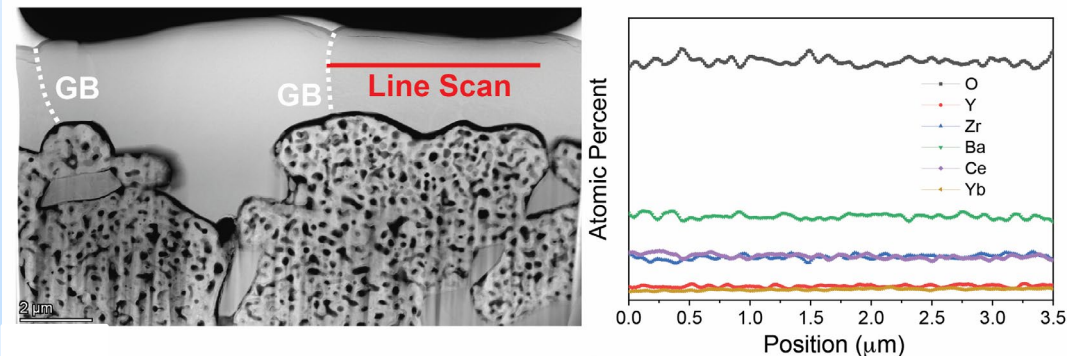 GB
GB
Line Scan
2 µm
Atomic Percent
O
Y
Zr
Ba
Ce
Yb
0.0 0.5 1.0 1.5 2.0 2.5 3.0 3.5
Position (µm)